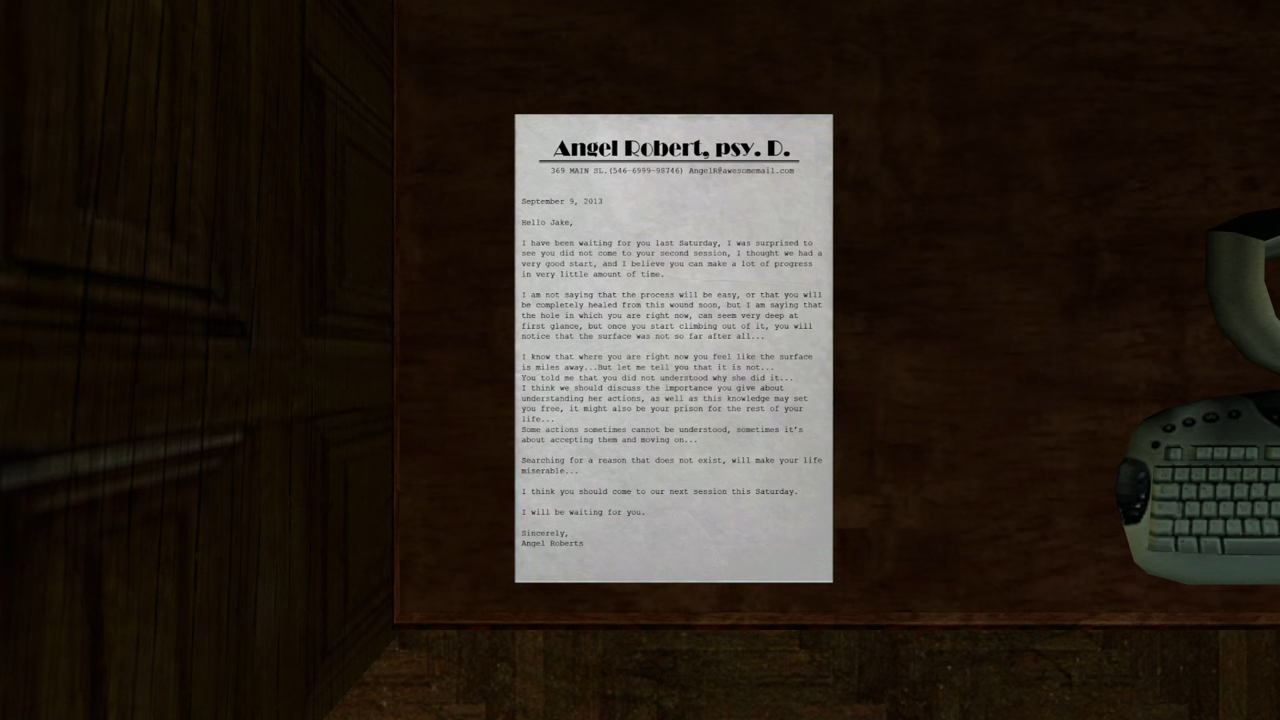 Angel Robert, psy. D.
369 MAIN SL.(546-6999-98746) AngelR@awesomemail.com
September 9, 2013
Hello Jake,
I have been waiting for you last Saturday, I was surprised to
see you did not come to your second session, I thought we had a
very good start, and I believe you can make a lot of progress
in very little amount of time.
I am not saying that the process will be easy, or that you will
be completely healed from this wound soon, but I am saying that
the hole in which you are right now, can seem very deep at
first glance, but once you start climbing out of it, you will
notice that the surface was not so far after all...
I know that where you are right now you feel like the surface
is miles away...But let me tell you that it is not...
You told me that you did not understood why she did it...
I think we should discuss the importance you give about
understanding her actions, as well as this knowledge may set
you free, it might also be your prison for the rest of your
life...
Some actions sometimes cannot be understood, sometimes it's
about accepting them and moving on...
Searching for a reason that does not exist, will make your life
miserable...
I think you should come to our next session this Saturday.
I will be waiting for you.
Sincerely,
Angel Roberts